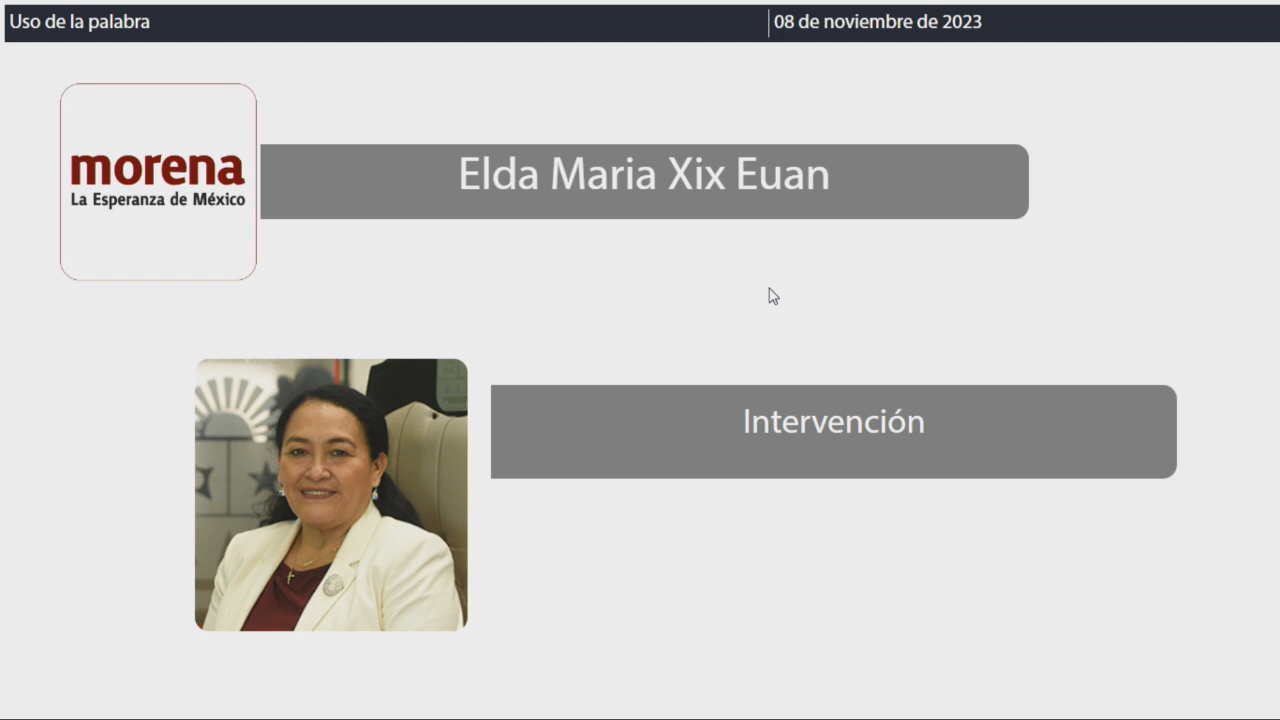 Uso de la palabra
08 de noviembre de 2023
morena
La Esperanza de México
Elda Maria Xix Euan
Intervención